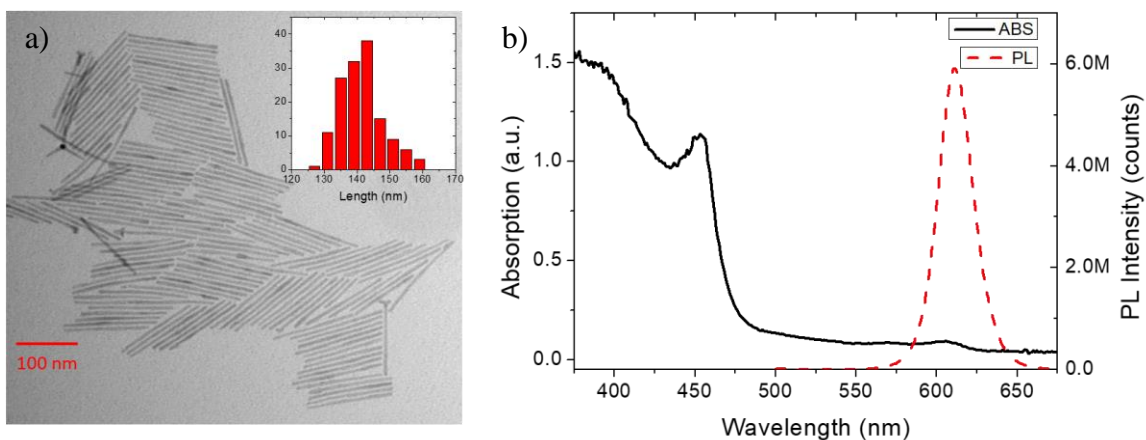 a)
40
30
20
10
0
120 130 140 150 160 170
Length (nm)
100 nm
b)
ABS
PL
1.5
1.0
0.5
0.0
Absorption (a.u.)
6.0M
4.0M
2.0M
0.0
PL Intensity (counts)
400 450 500 550 600 650
Wavelength (nm)